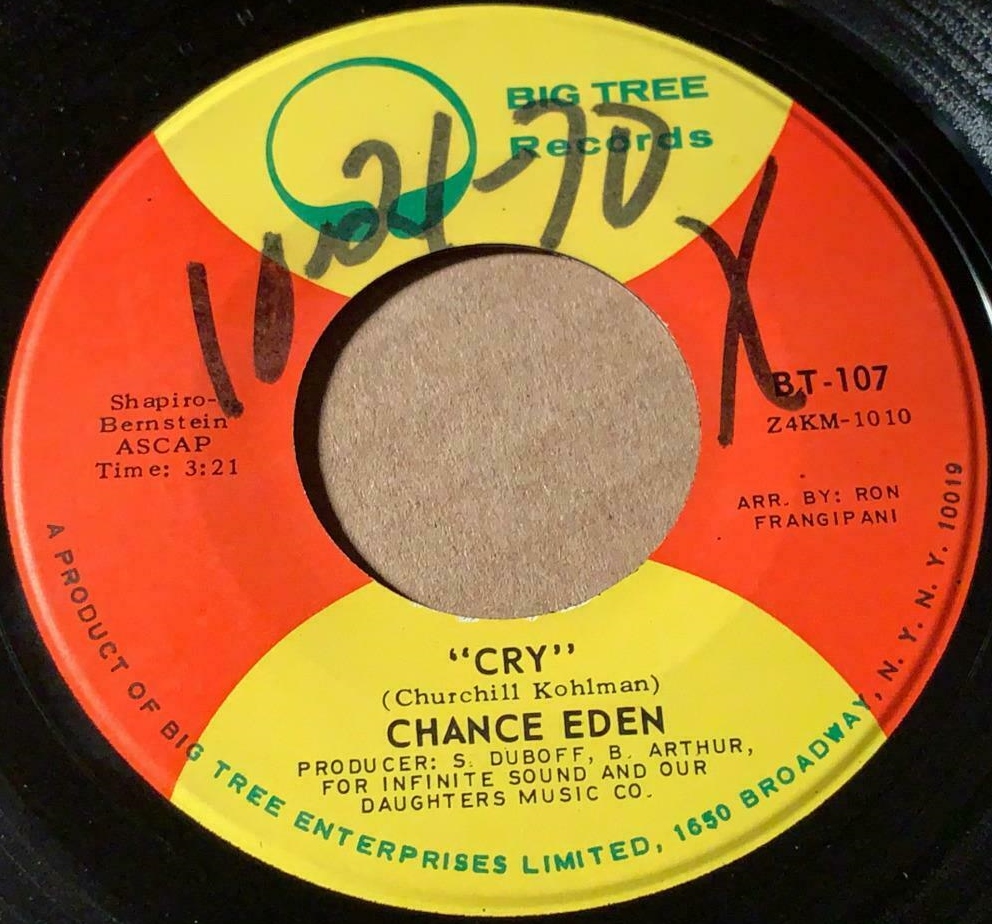 BIG TREE
Records
11-21-70 X
Shapiro-
Bernstein
ASCAP
Time: 3:21
BT-107
Z4KM-1010
ARR. BY: RON
FRANGIPANI
"CRY"
(Churchill Kohlman)
CHANCE EDEN
PRODUCER: S. DUBOFF, B. ARTHUR,
FOR INFINITE SOUND AND OUR
DAUGHTERS MUSIC CO.
A PRODUCT OF BIG TREE ENTERPRISES LIMITED, 1650 BROADWAY, N. Y. N. Y. 10019